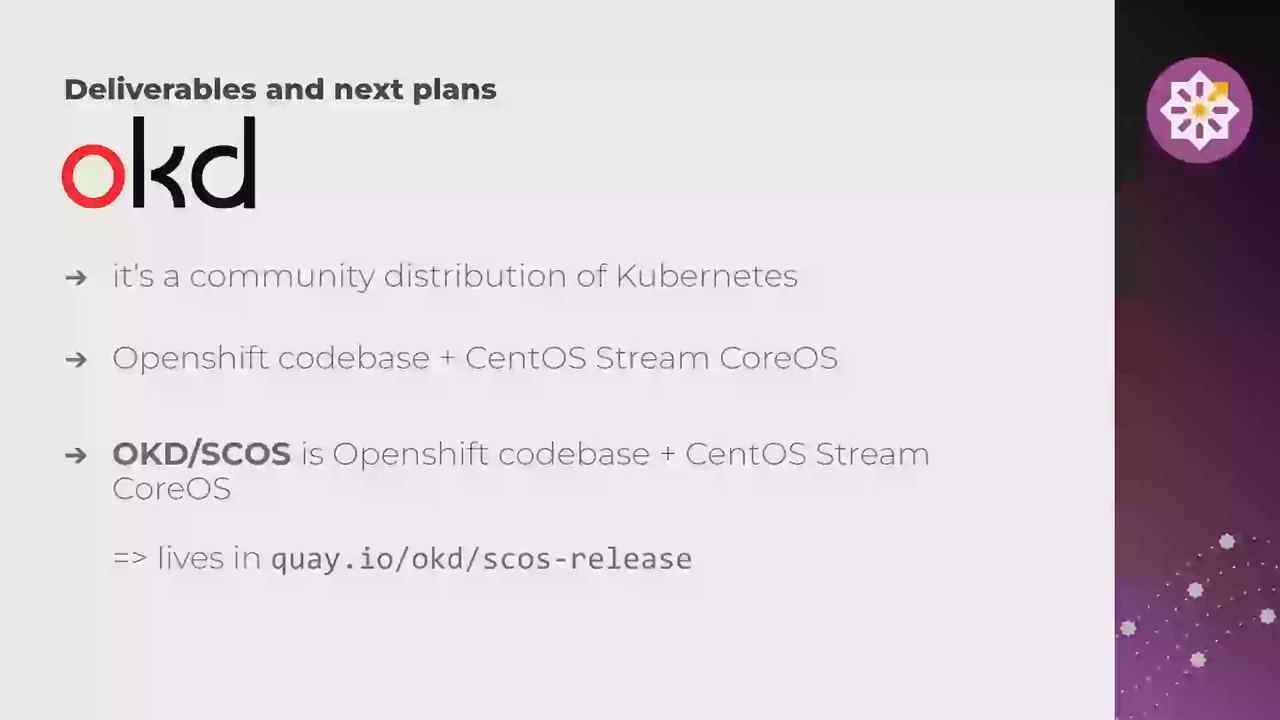 Deliverables and next plans
okd
➔ it's a community distribution of Kubernetes
➔ Openshift codebase + CentOS Stream CoreOS
➔ OKD/SCOS is Openshift codebase + CentOS Stream
CoreOS
=> lives in quay.io/okd/scos-release